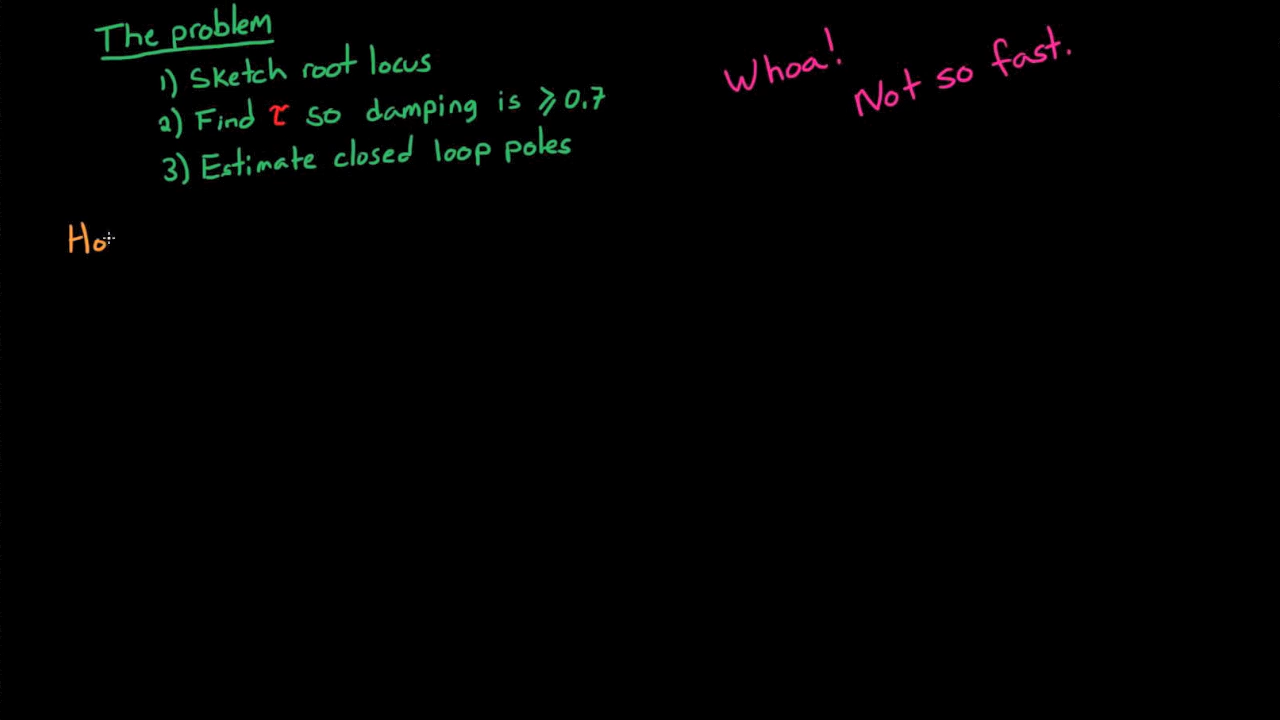 The problem
1) Sketch root locus
2) Find τ so damping is ⩾ 0.7
3) Estimate closed loop poles
Whoa!
Not so fast.
Ho